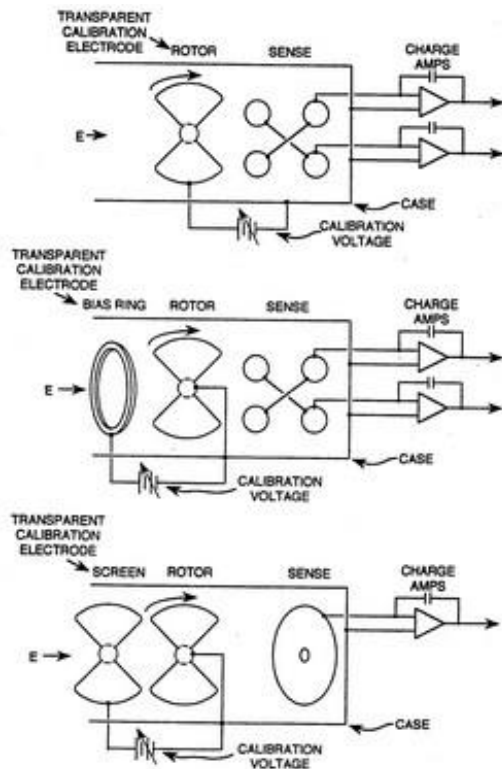 TRANSPARENT
CALIBRATION
ELECTRODE
ROTOR
SENSE
CHARGE
AMPS
E
CASE
CALIBRATION
VOLTAGE
TRANSPARENT
CALIBRATION
ELECTRODE
BIAS RING
ROTOR
SENSE
CHARGE
AMPS
E
CASE
CALIBRATION
VOLTAGE
TRANSPARENT
CALIBRATION
ELECTRODE
SCREEN
ROTOR
SENSE
CHARGE
AMPS
E
CASE
CALIBRATION
VOLTAGE